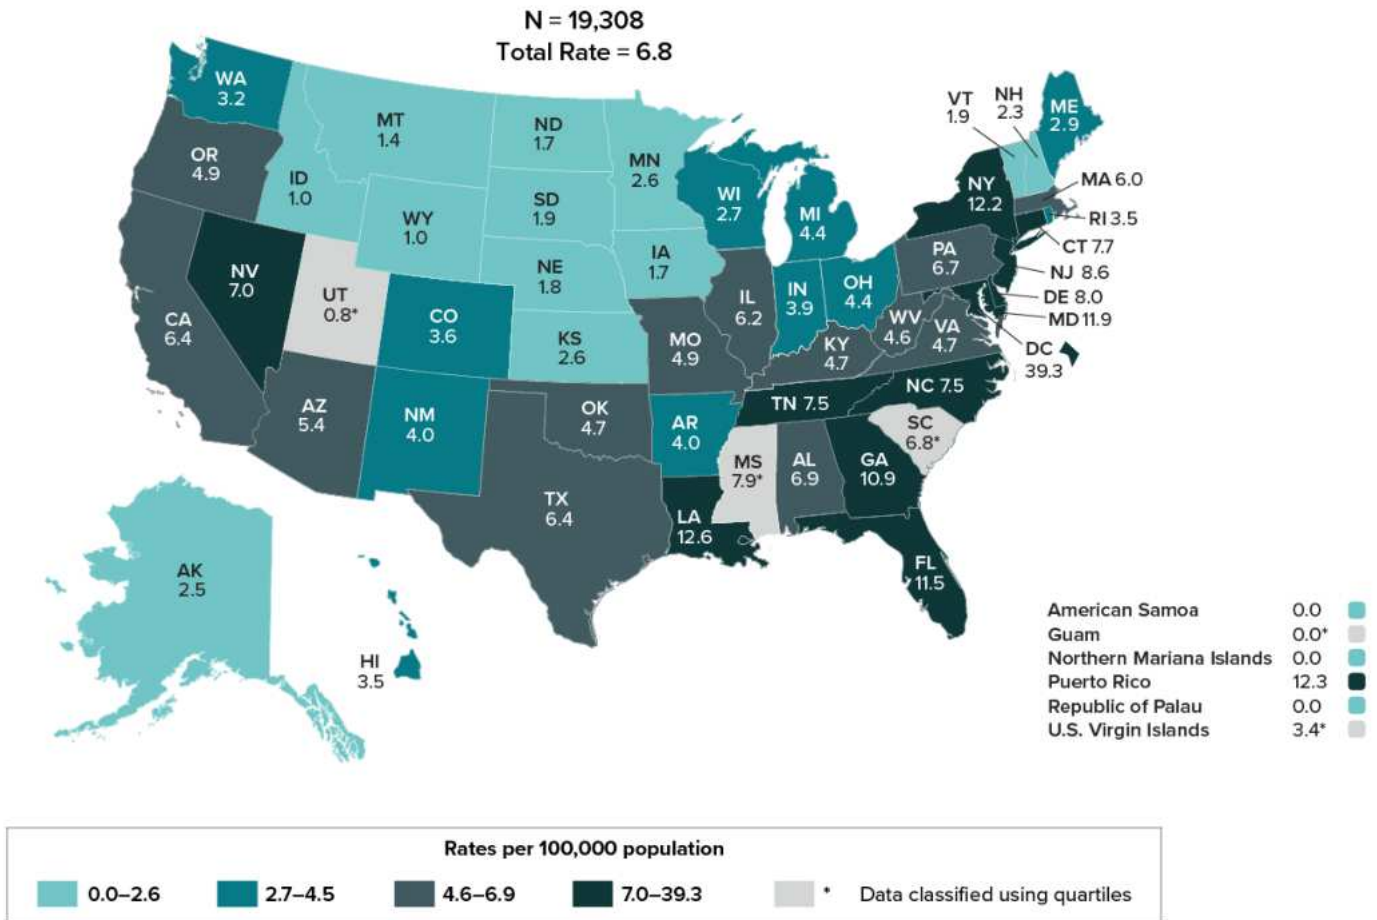 N = 19,308
Total Rate = 6.8
WA
3.2
OR
4.9
CA
6.4
NV
7.0
ID
1.0
MT
1.4
WY
1.0
UT
0.8*
CO
3.6
AZ
5.4
NM
4.0
ND
1.7
SD
1.9
NE
1.8
KS
2.6
OK
4.7
TX
6.4
MN
2.6
IA
1.7
MO
4.9
AR
4.0
LA
12.6
WI
2.7
IL
6.2
MI
4.4
IN
3.9
OH
4.4
KY
4.7
TN 7.5
MS
7.9*
AL
6.9
GA
10.9
FL
11.5
SC
6.8*
NC 7.5
VA
4.7
WV
4.6
PA
6.7
NY
12.2
VT
1.9
NH
2.3
ME
2.9
MA 6.0
RI 3.5
CT 7.7
NJ 8.6
DE 8.0
MD 11.9
DC
39.3
AK
2.5
HI
3.5
American Samoa 0.0
Guam 0.0*
Northern Mariana Islands 0.0
Puerto Rico 12.3
Republic of Palau 0.0
U.S. Virgin Islands 3.4*
Rates per 100,000 population
0.0–2.6 2.7–4.5 4.6–6.9 7.0–39.3 * Data classified using quartiles